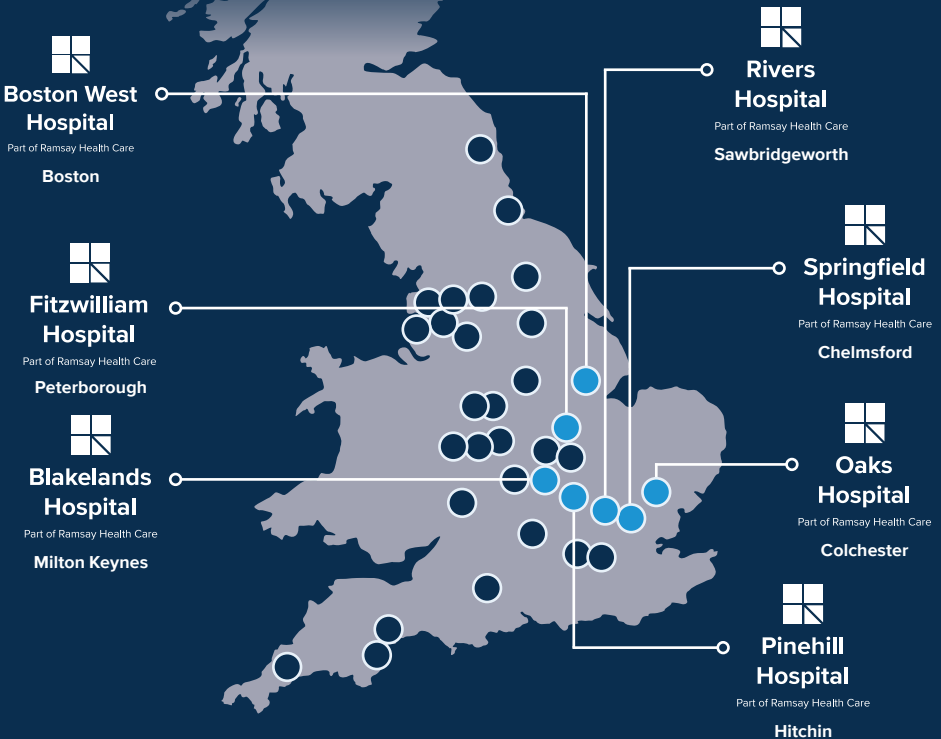 Boston West
Hospital
Part of Ramsay Health Care
Boston
Fitzwilliam
Hospital
Part of Ramsay Health Care
Peterborough
Blakelands
Hospital
Part of Ramsay Health Care
Milton Keynes
Rivers
Hospital
Part of Ramsay Health Care
Sawbridgeworth
Springfield
Hospital
Part of Ramsay Health Care
Chelmsford
Oaks
Hospital
Part of Ramsay Health Care
Colchester
Pinehill
Hospital
Part of Ramsay Health Care
Hitchin